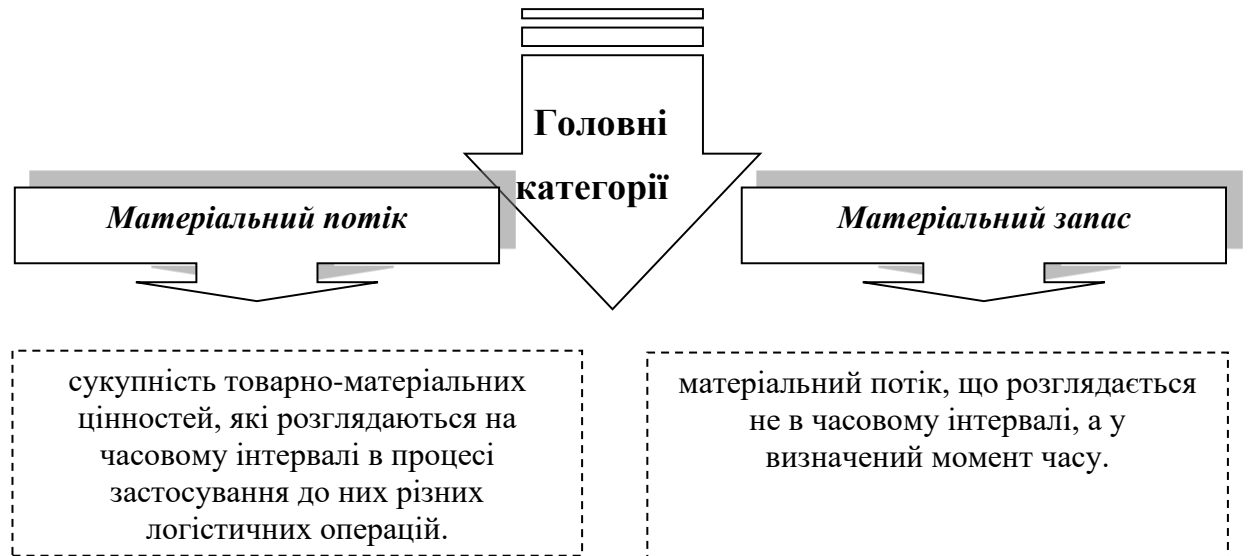 Головні
категорії
Матеріальний потік
Матеріальний запас
сукупність товарно-матеріальних
цінностей, які розглядаються на
часовому інтервалі в процесі
застосування до них різних
логістичних операцій.
матеріальний потік, що розглядається
не в часовому інтервалі, а у
визначений момент часу.